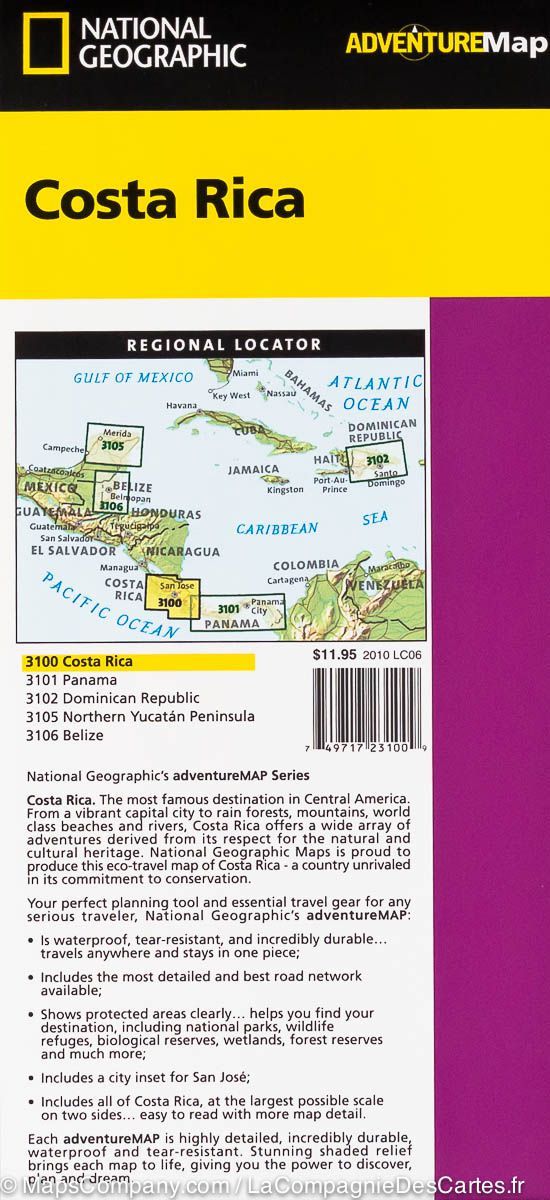 NATIONAL
GEOGRAPHIC
ADVENTUREMap
Costa Rica
REGIONAL LOCATOR
GULF OF MEXICO
Miami
Key West
Nassau
BAHAMAS
ATLANTIC
OCEAN
Havana
CUBA
DOMINICAN
REPUBLIC
Merida
3105
Campeche
HAITI
3102
Coatzacoalcos
JAMAICA
Port-Au-
Prince
Santo
Domingo
MEXICO
BELIZE
Belmopan
Kingston
3106
GUATEMALA
HONDURAS
Guatemala
Tegucigalpa
CARIBBEAN
SEA
San Salvador
EL SALVADOR
NICARAGUA
Managua
COLOMBIA
Maracaibo
Cartagena
VENEZUELA
PACIFIC OCEAN
COSTA
RICA
San Jose
3100
3101
Panama
City
PANAMA
3100 Costa Rica
3101 Panama
3102 Dominican Republic
3105 Northern Yucatán Peninsula
3106 Belize
$11.95 2010 LC06
7 49717 23100 9
National Geographic's adventureMAP Series
Costa Rica. The most famous destination in Central America.
From a vibrant capital city to rain forests, mountains, world
class beaches and rivers, Costa Rica offers a wide array of
adventures derived from its respect for the natural and
cultural heritage. National Geographic Maps is proud to
produce this eco-travel map of Costa Rica - a country unrivaled
in its commitment to conservation.
Your perfect planning tool and essential travel gear for any
serious traveler, National Geographic's adventureMAP:
• Is waterproof, tear-resistant, and incredibly durable…
travels anywhere and stays in one piece;
• Includes the most detailed and best road network
available;
• Shows protected areas clearly… helps you find your
destination, including national parks, wildlife
refuges, biological reserves, wetlands, forest reserves
and much more;
• Includes a city inset for San José;
• Includes all of Costa Rica, at the largest possible scale
on two sides… easy to read with more map detail.
Each adventureMAP is highly detailed, incredibly durable,
waterproof and tear-resistant. Stunning shaded relief
brings each map to life, giving you the power to discover,
plan and dream.
© MapsCompany.com / LaCompagnieDesCartes.fr